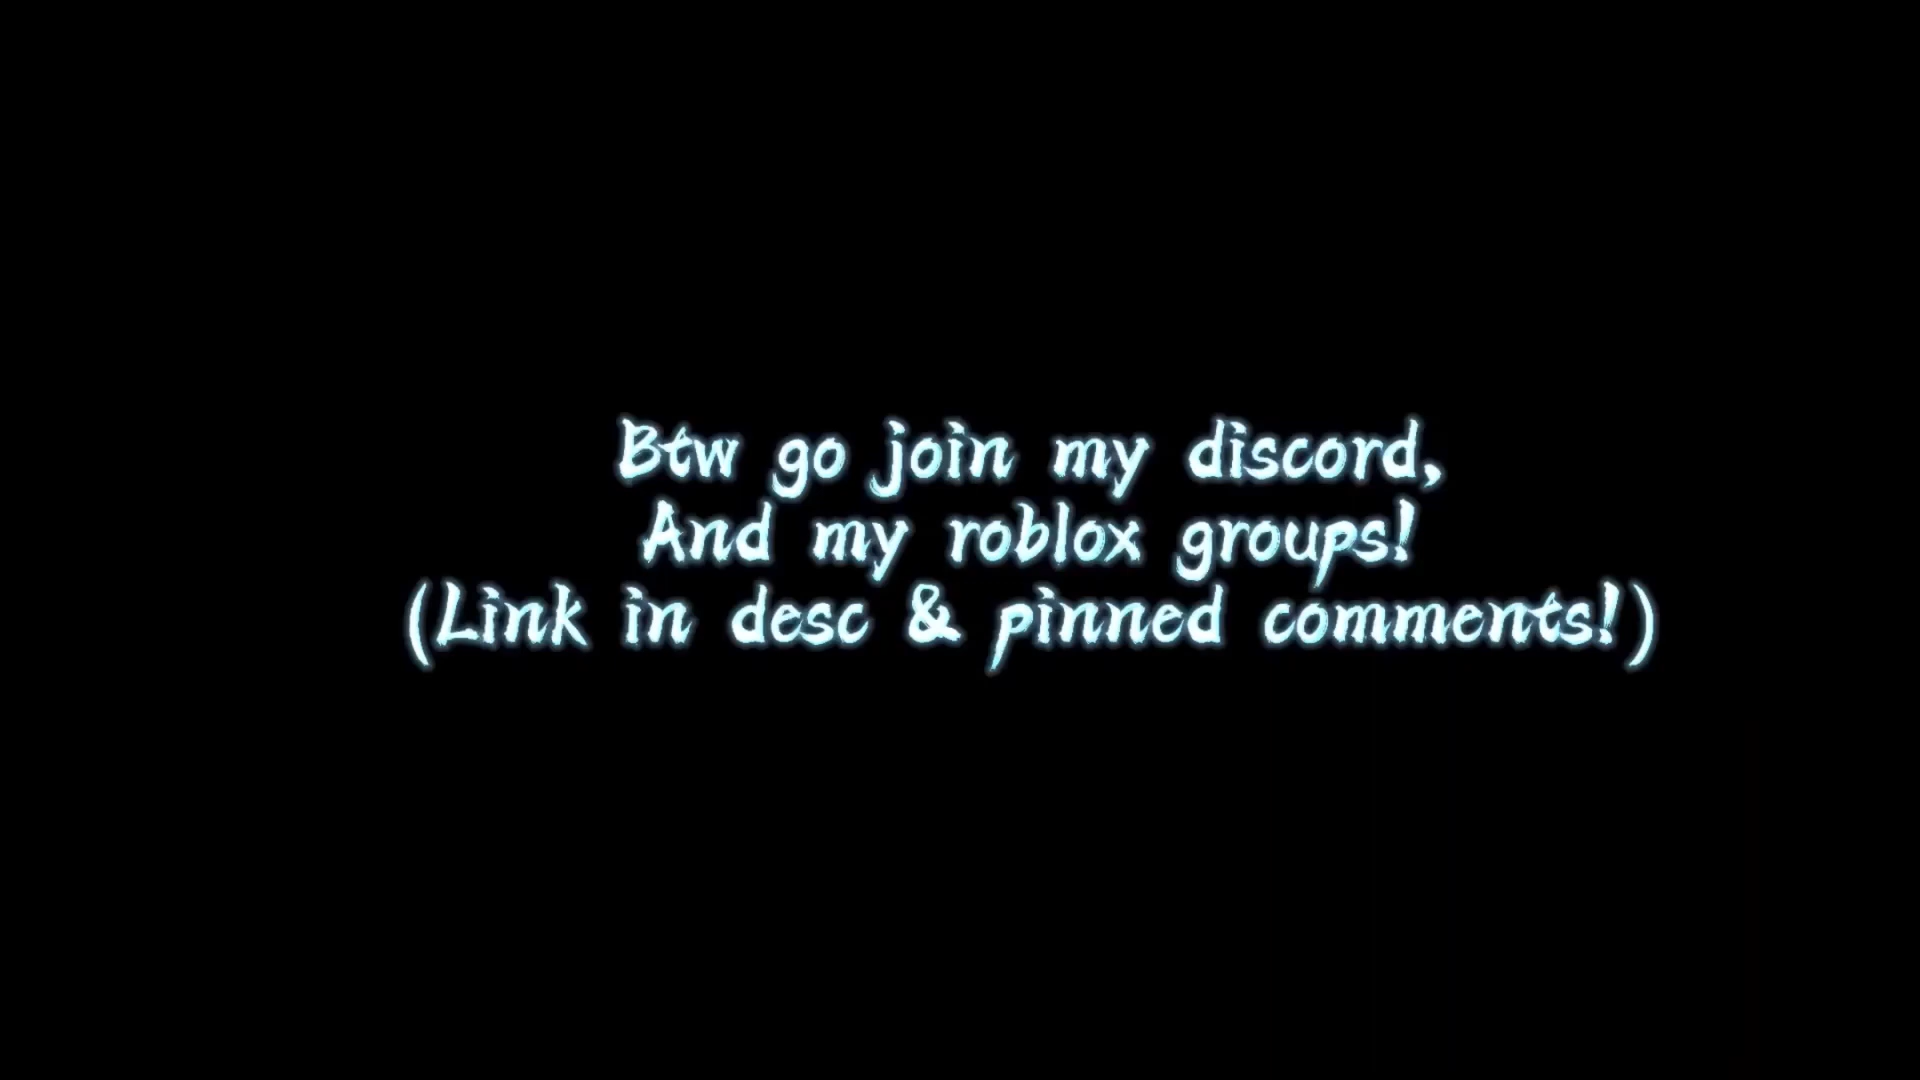 Btw go join my discord,
And my roblox groups!
(Link in desc & pinned comments!)